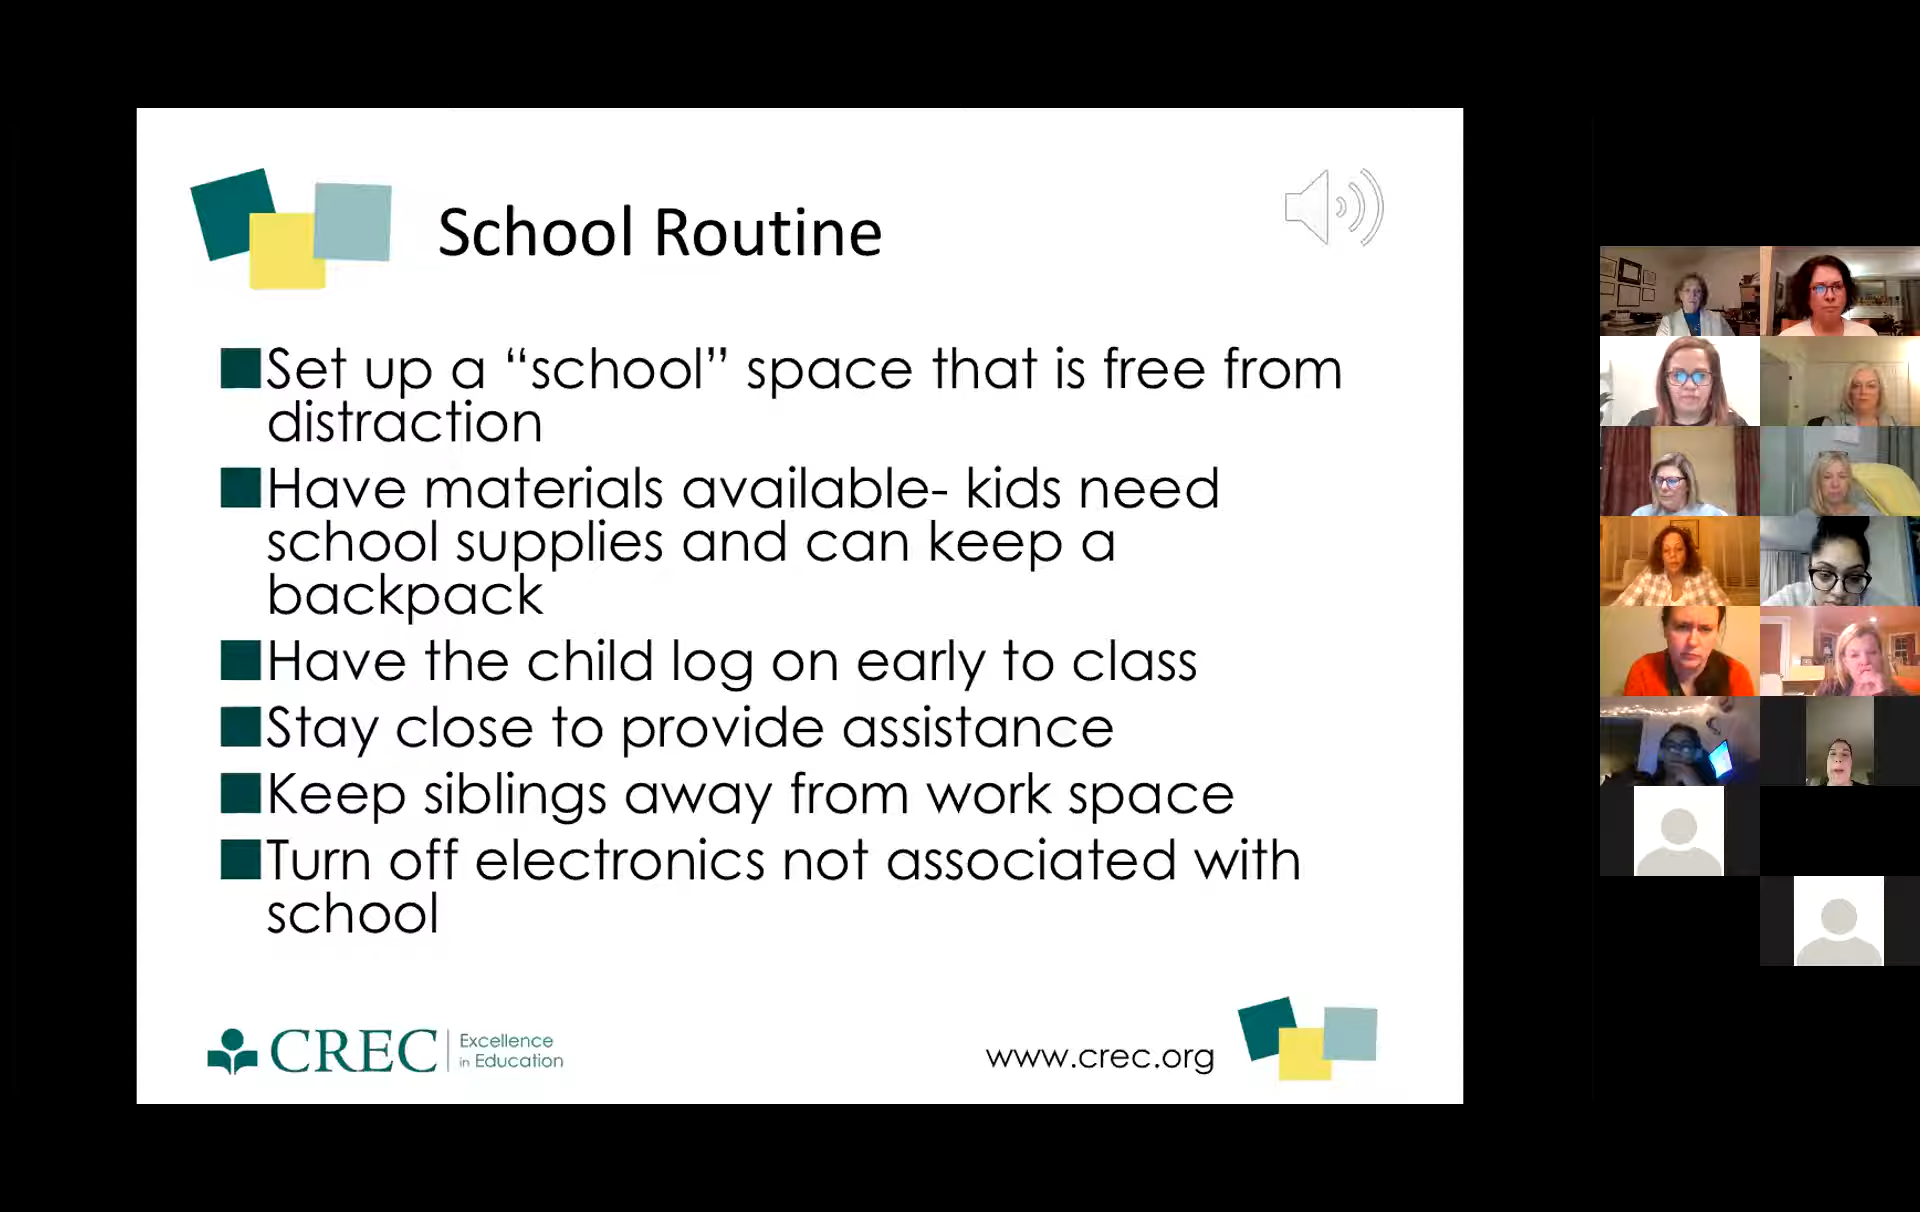 School Routine
Set up a “school” space that is free from
distraction
Have materials available- kids need
school supplies and can keep a
backpack
Have the child log on early to class
Stay close to provide assistance
Keep siblings away from work space
Turn off electronics not associated with
school
CREC
Excellence
in Education
www.crec.org